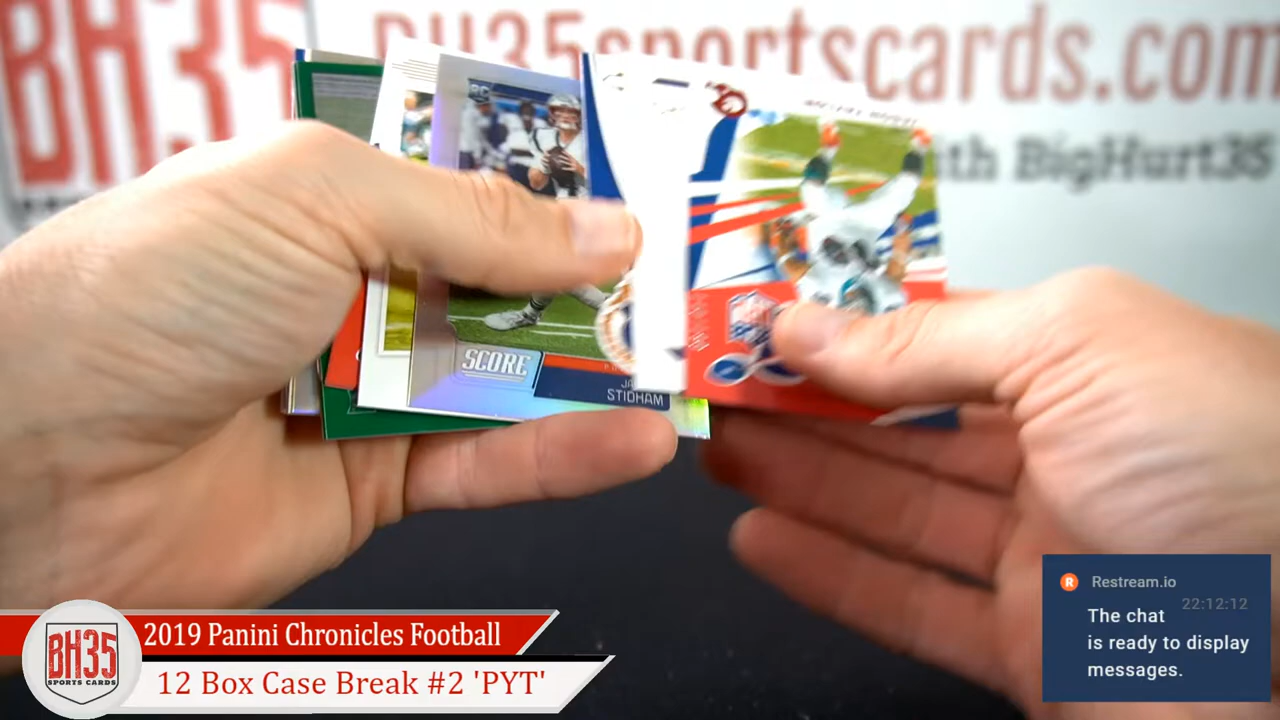 BH35
BH35sportscards.com
with BigHurt35
RC
SCORE
STIDHAM
Restream.io
22:12:12
The chat
is ready to display
messages.
BH35
SPORTS CARDS
2019 Panini Chronicles Football
12 Box Case Break #2 'PYT'